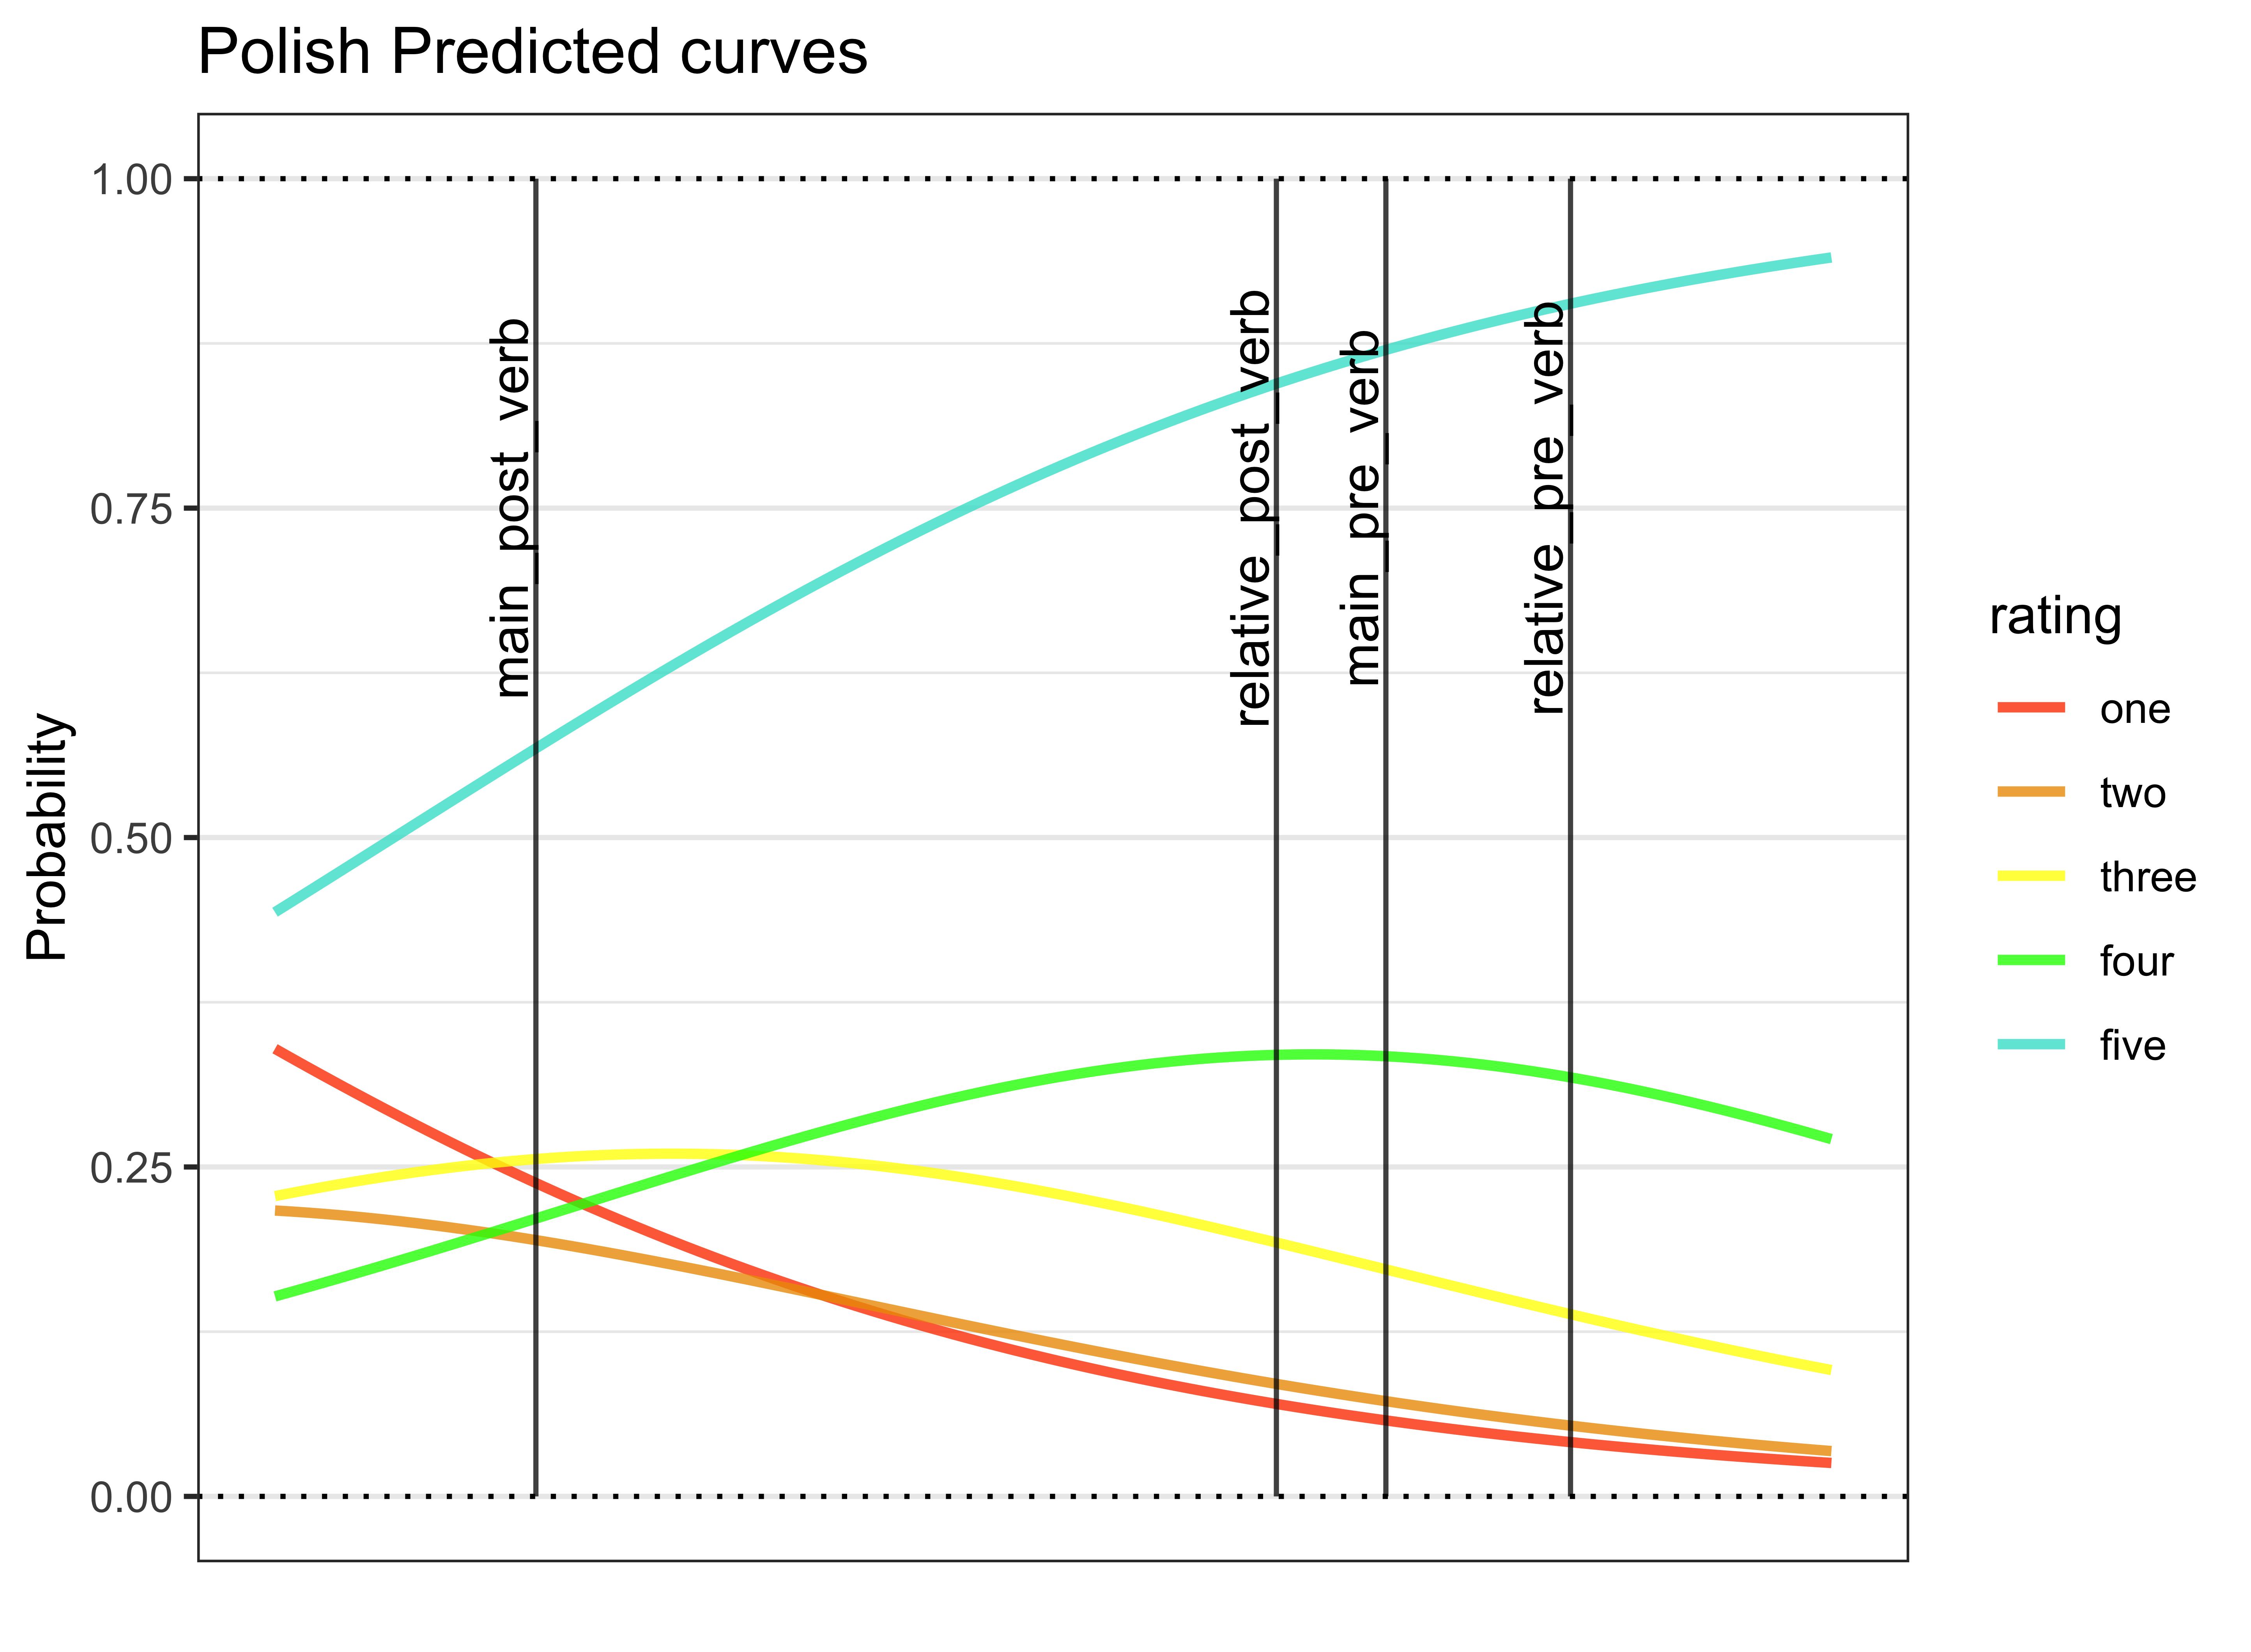 Polish Predicted curves
Probability
1.00
0.75
0.50
0.25
0.00
main_post_verb
relative_post_verb
main_pre_verb
relative_pre_verb
rating
one
two
three
four
five